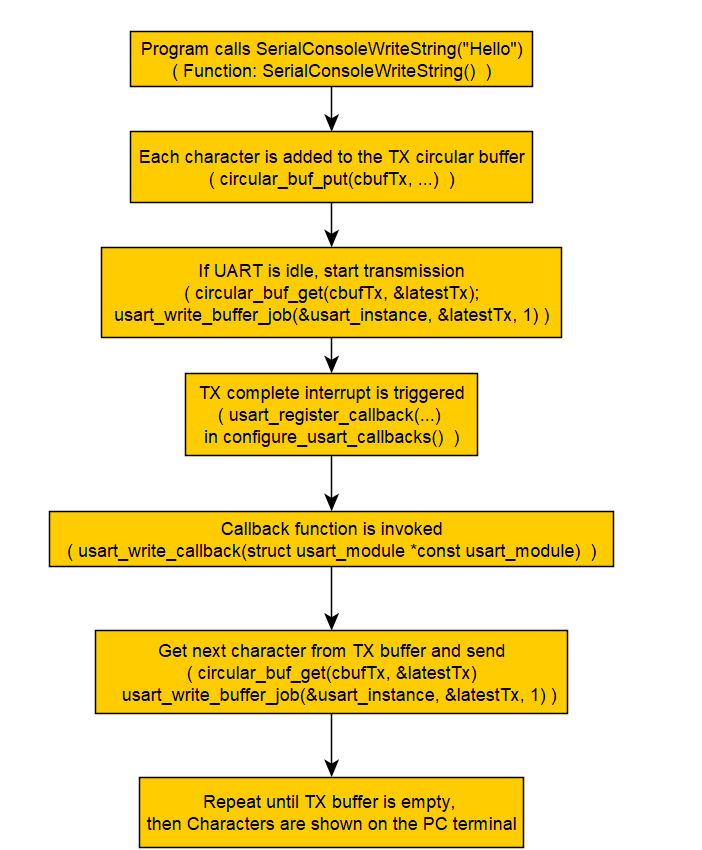 Program calls SerialConsoleWriteString("Hello")
( Function: SerialConsoleWriteString() )
Each character is added to the TX circular buffer
( circular_buf_put(cbufTx, ...) )
If UART is idle, start transmission
( circular_buf_get(cbufTx, &latestTx);
usart_write_buffer_job(&usart_instance, &latestTx, 1) )
TX complete interrupt is triggered
( usart_register_callback(...)
in configure_usart_callbacks() )
Callback function is invoked
( usart_write_callback(struct usart_module *const usart_module) )
Get next character from TX buffer and send
( circular_buf_get(cbufTx, &latestTx)
usart_write_buffer_job(&usart_instance, &latestTx, 1) )
Repeat until TX buffer is empty,
then Characters are shown on the PC terminal